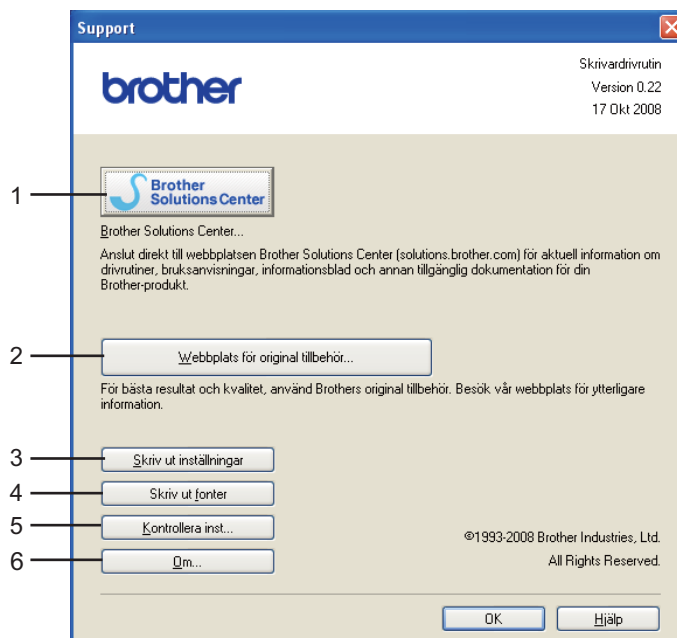 Support
brother
Skrivardrivrutin
Version 0.22
17 Okt 2008
1
Brother
Solutions Center
Brother Solutions Center...
Anslut direkt till webbplatsen Brother Solutions Center (solutions.brother.com) för aktuell information om
drivrutiner, bruksanvisningar, informationsblad och annan tillgänglig dokumentation för din
Brother-produkt.
2
Webbplats för original tillbehör...
För bästa resultat och kvalitet, använd Brothers original tillbehör. Besök vår webbplats för ytterligare
information.
3
Skriv ut inställningar
4
Skriv ut fonter
5
Kontrollera inst...
6
Om...
©1993-2008 Brother Industries, Ltd.
All Rights Reserved.
OK
Hjälp